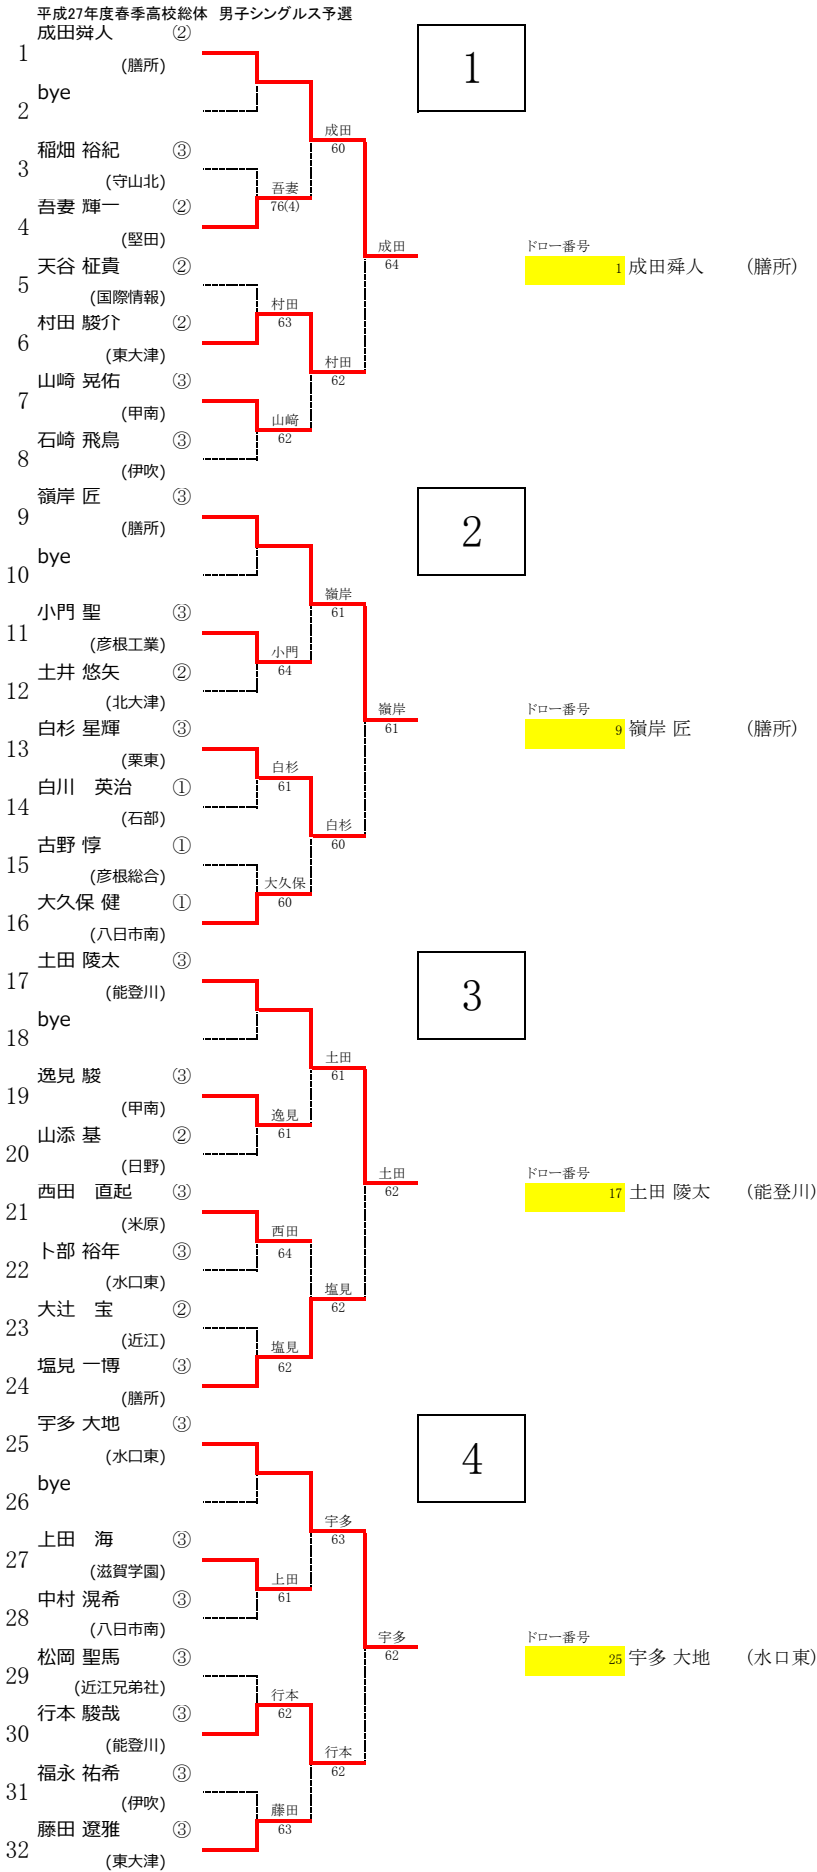 平成27年度春季高校総体 男子シングルス予選
1 成田舜人 ② (膳所)
2 bye
3 稲畑 裕紀 ③ (守山北)
4 吾妻 輝一 ② (堅田)
5 天谷 柾貴 ② (国際情報)
6 村田 駿介 ② (東大津)
7 山崎 晃佑 ③ (甲南)
8 石崎 飛鳥 ③ (伊吹)
吾妻 76(4)
村田 63
山﨑 62
成田 60
村田 62
成田 64
1
ドロー番号
1 成田舜人 (膳所)
9 嶺岸 匠 ③ (膳所)
10 bye
11 小門 聖 ③ (彦根工業)
12 土井 悠矢 ② (北大津)
13 白杉 星輝 ③ (栗東)
14 白川 英治 ① (石部)
15 古野 惇 ① (彦根総合)
16 大久保 健 ① (八日市南)
小門 64
白杉 61
大久保 60
嶺岸 61
白杉 60
嶺岸 61
2
ドロー番号
9 嶺岸 匠 (膳所)
17 土田 陵太 ③ (能登川)
18 bye
19 逸見 駿 ③ (甲南)
20 山添 基 ② (日野)
21 西田 直起 ③ (米原)
22 卜部 裕年 ③ (水口東)
23 大辻 宝 ② (近江)
24 塩見 一博 ③ (膳所)
逸見 61
西田 64
塩見 62
土田 61
塩見 62
土田 62
3
ドロー番号
17 土田 陵太 (能登川)
25 宇多 大地 ③ (水口東)
26 bye
27 上田 海 ③ (滋賀学園)
28 中村 滉希 ③ (八日市南)
29 松岡 聖馬 ③ (近江兄弟社)
30 行本 駿哉 ③ (能登川)
31 福永 祐希 ③ (伊吹)
32 藤田 遼雅 ③ (東大津)
上田 61
行本 62
藤田 63
宇多 63
行本 62
宇多 62
4
ドロー番号
25 宇多 大地 (水口東)